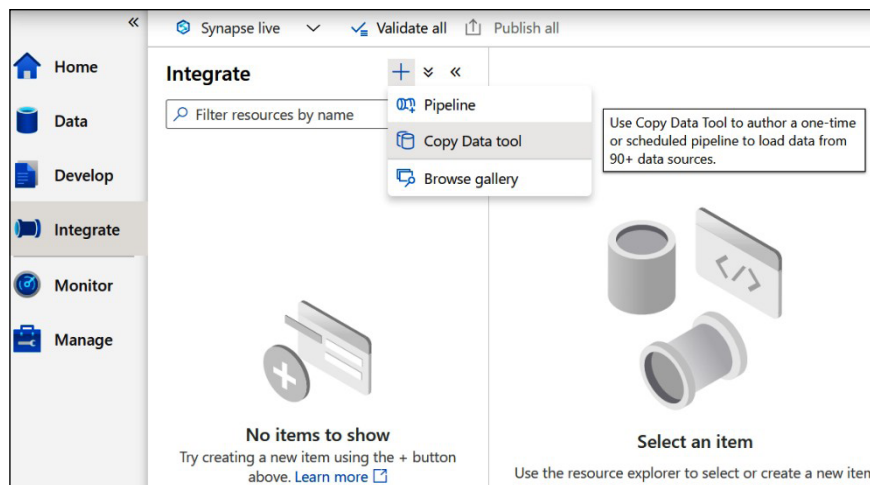 Synapse live
Validate all
Publish all
Home
Data
Develop
Integrate
Monitor
Manage
Integrate
Filter resources by name
Pipeline
Copy Data tool
Browse gallery
Use Copy Data Tool to author a one-time
or scheduled pipeline to load data from
90+ data sources.
No items to show
Try creating a new item using the + button
above. Learn more
Select an item
Use the resource explorer to select or create a new item